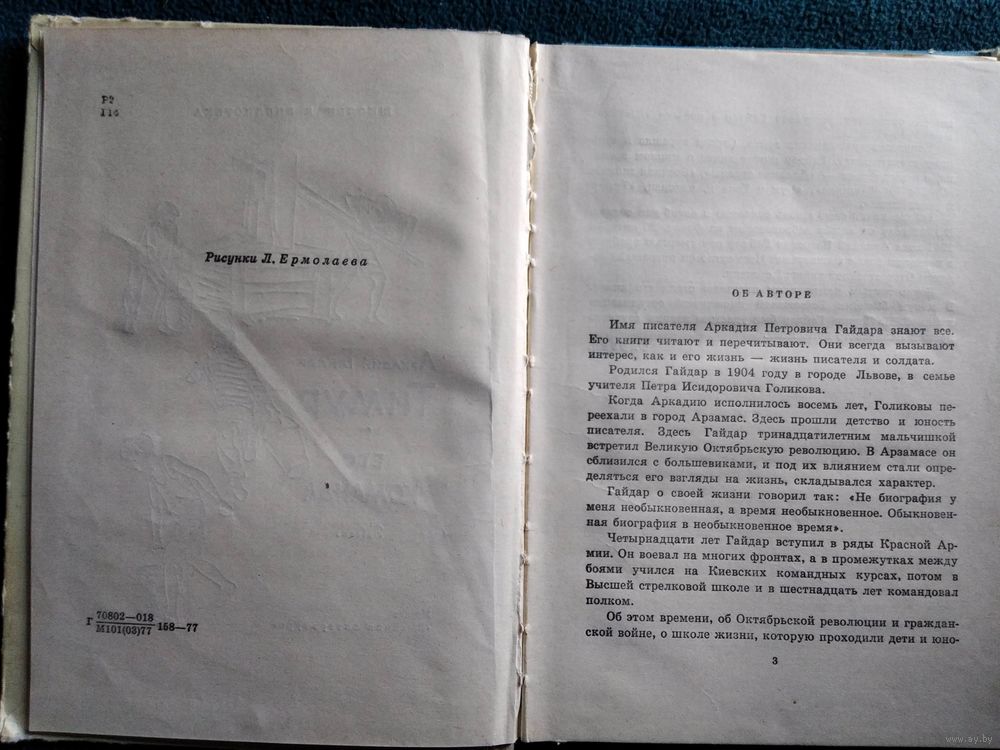 Р2
Рисунки Л. Ермолаева
Г 70802—018 158—77
М101(03)77
ОБ АВТОРЕ
Имя писателя Аркадия Петровича Гайдара знают все.
Его книги читают и перечитывают. Они всегда вызывают
интерес, как и его жизнь — жизнь писателя и солдата.
Родился Гайдар в 1904 году в городе Львове, в семье
учителя Петра Исидоровича Голикова.
Когда Аркадию исполнилось восемь лет, Голиковы пе-
реехали в город Арзамас. Здесь прошли детство и юность
писателя. Здесь Гайдар тринадцатилетним мальчишкой
встретил Великую Октябрьскую революцию. В Арзамасе он
сблизился с большевиками, и под их влиянием стали опреде-
деляться его взгляды на жизнь, складывался характер.
Гайдар о своей жизни говорил так: «Не биография у
меня необыкновенная, а время необыкновенное. Обыкновен-
ная биография в необыкновенное время».
Четырнадцати лет Гайдар вступил в ряды Красной Ар-
мии. Он воевал на многих фронтах, а в промежутках между
боями учился на Киевских командных курсах, потом в
Высшей стрелковой школе и в шестнадцать лет командовал
полком.
Об этом времени, об Октябрьской революции и граждан-
ской войне, о школе жизни, которую проходили дети и юно-
3
www.ay.by